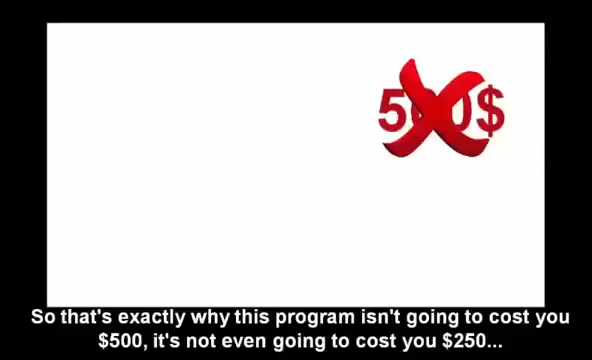 500$
So that's exactly why this program isn't going to cost you
$500, it's not even going to cost you $250...